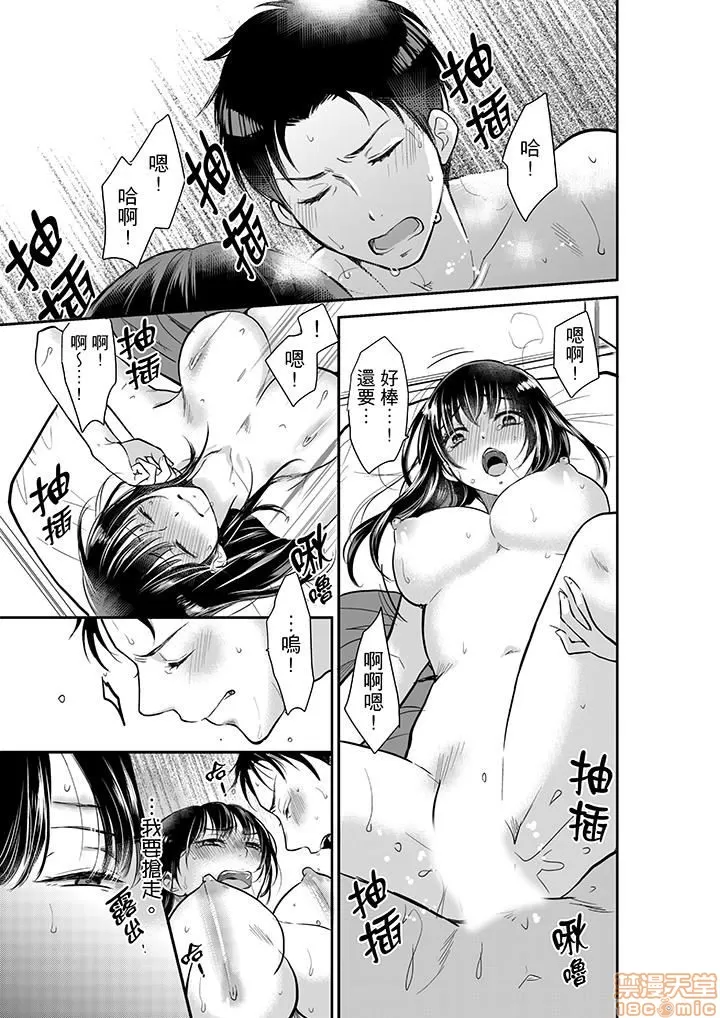 抽插
哈！
抽插
嗯！
哈啊！
抽插
抽插
嗯啊！
好棒…！
還要…
啊啊嗯！
抽插
抽插
啾嚕
！
嗯！
抽插
啊！
啊～…！
抽插
啾嚕
…嗚！
哈！
…我要搶走。
露出…
哈！
禁漫天堂
18comic